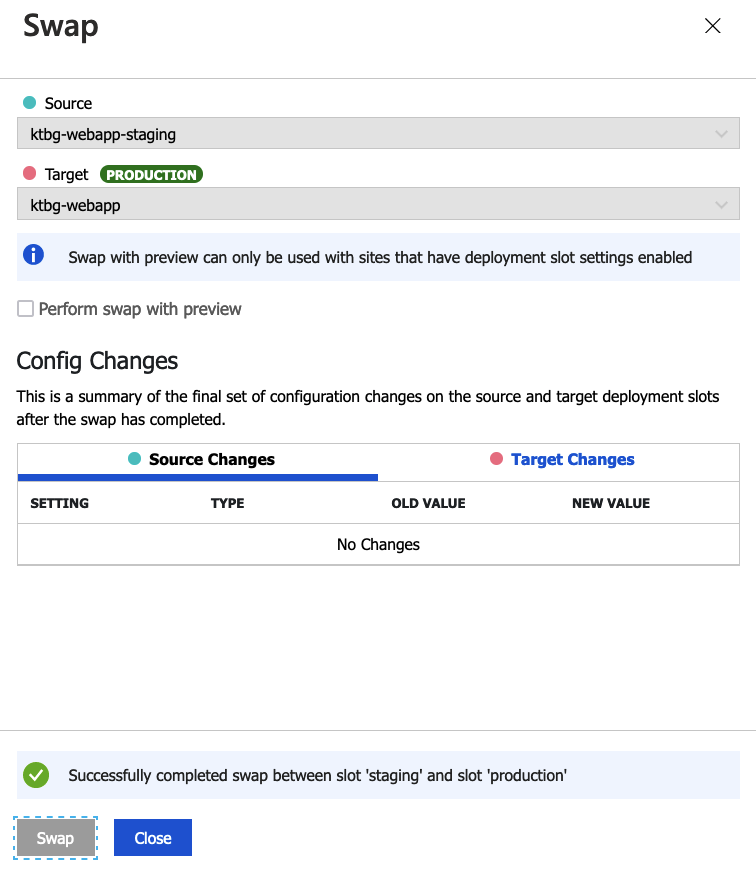 Swap
Source
ktbg-webapp-staging
Target PRODUCTION
ktbg-webapp
Swap with preview can only be used with sites that have deployment slot settings enabled
Perform swap with preview
Config Changes
This is a summary of the final set of configuration changes on the source and target deployment slots
after the swap has completed.
Source Changes Target Changes
SETTING TYPE OLD VALUE NEW VALUE
No Changes
Successfully completed swap between slot 'staging' and slot 'production'
Swap Close